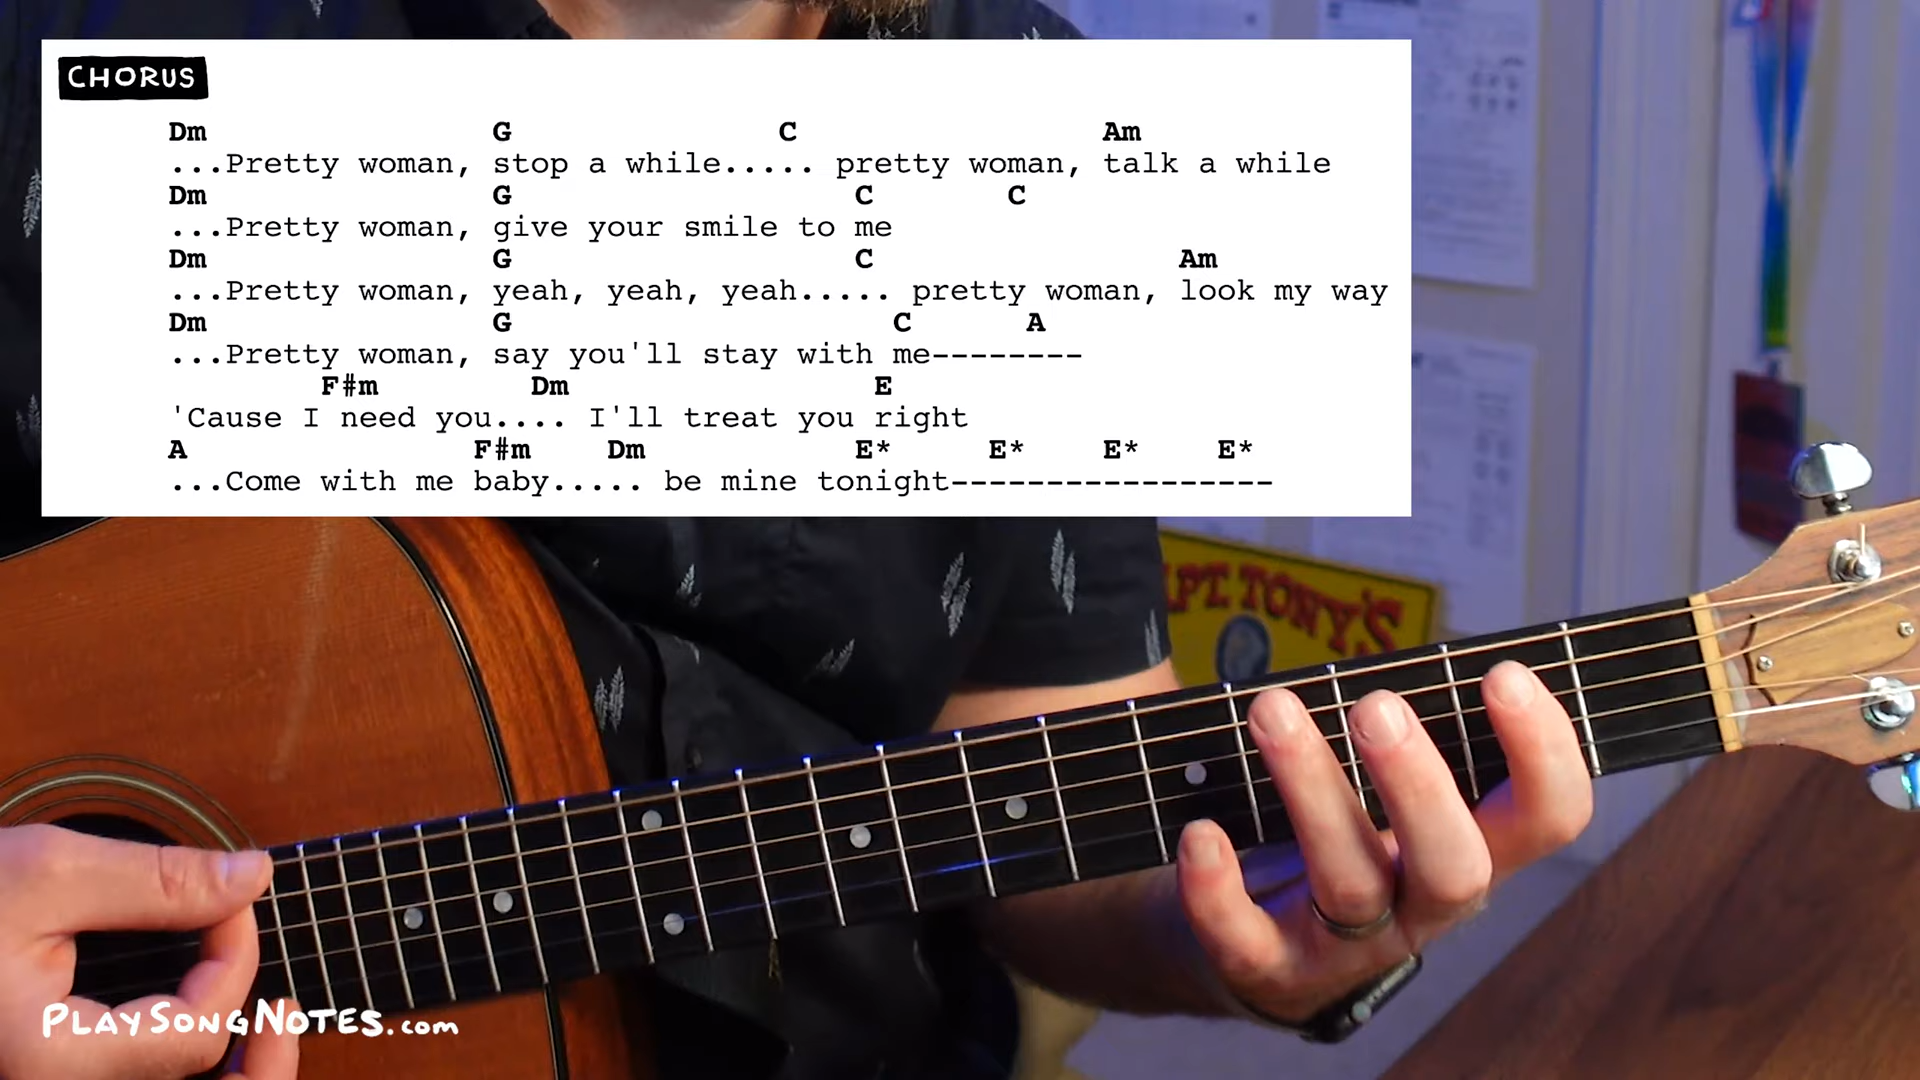 CHORUS
Dm G C Am
...Pretty woman, stop a while..... pretty woman, talk a while
Dm G C C
...Pretty woman, give your smile to me
Dm G C Am
...Pretty woman, yeah, yeah, yeah..... pretty woman, look my way
Dm G C A
...Pretty woman, say you'll stay with me--------
F#m Dm E
'Cause I need you.... I'll treat you right
A F#m Dm E* E* E* E*
...Come with me baby..... be mine tonight-----------------
TONY'S
PLAYSONGNOTES.com